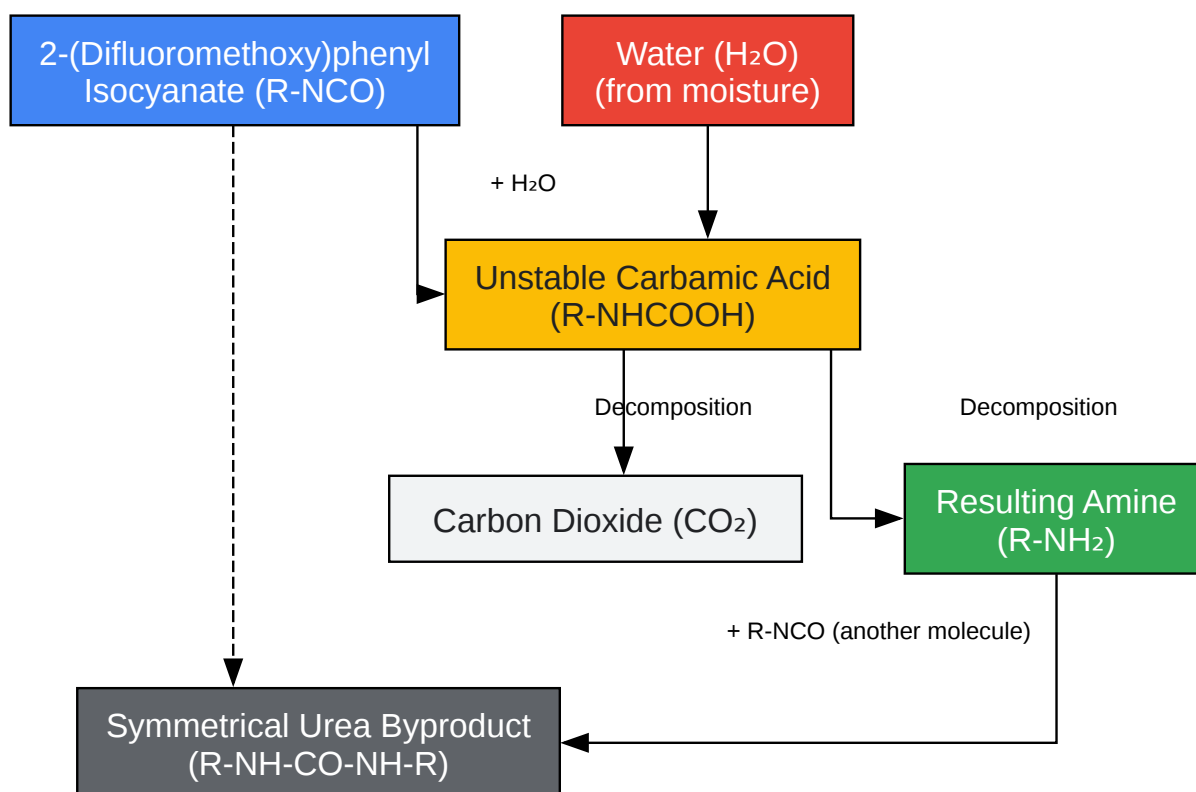 2-(Difluoromethoxy)phenyl
Isocyanate (R-NCO)
Water (H₂O)
(from moisture)
+ H₂O
Unstable Carbamic Acid
(R-NHCOOH)
Decomposition
Decomposition
Carbon Dioxide (CO₂)
Resulting Amine
(R-NH₂)
+ R-NCO (another molecule)
Symmetrical Urea Byproduct
(R-NH-CO-NH-R)